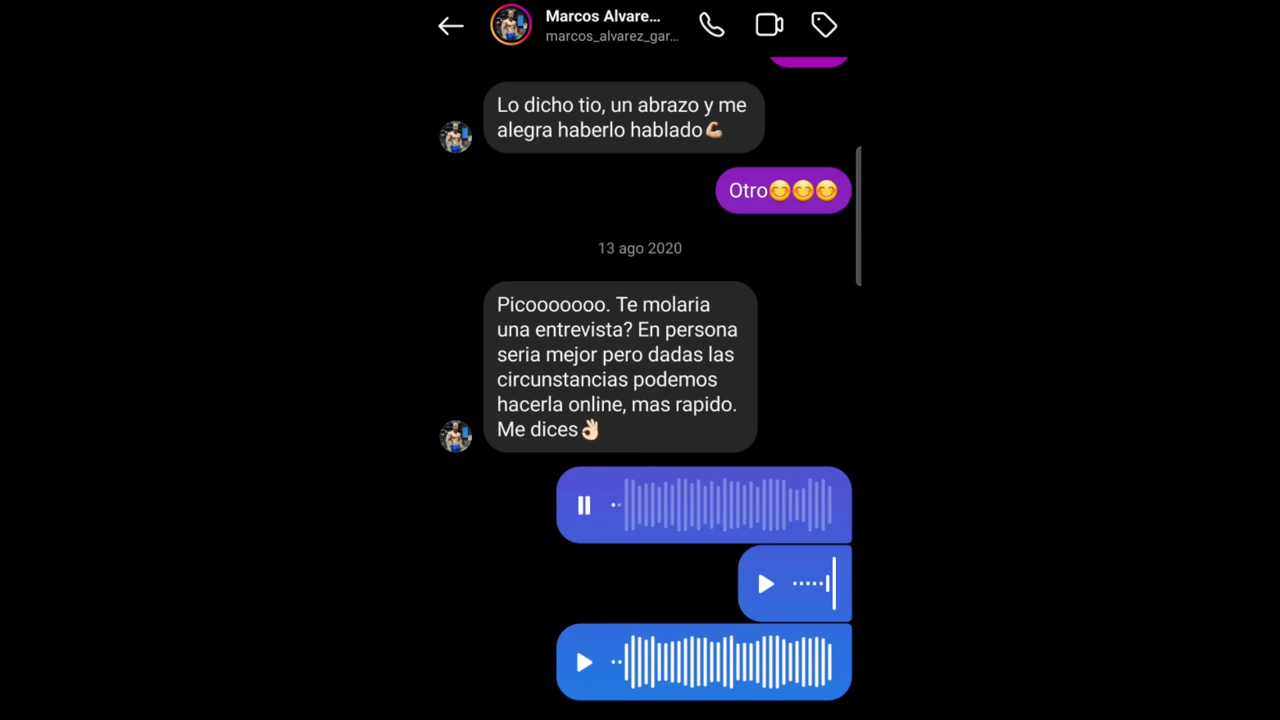 Marcos Alvare...
marcos_alvarez_gar...
Lo dicho tio, un abrazo y me
alegra haberlo hablado💪🏼
Otro😊😊😊
13 ago 2020
Picooooooo. Te molaria
una entrevista? En persona
seria mejor pero dadas las
circunstancias podemos
hacerla online, mas rapido.
Me dices👌🏻